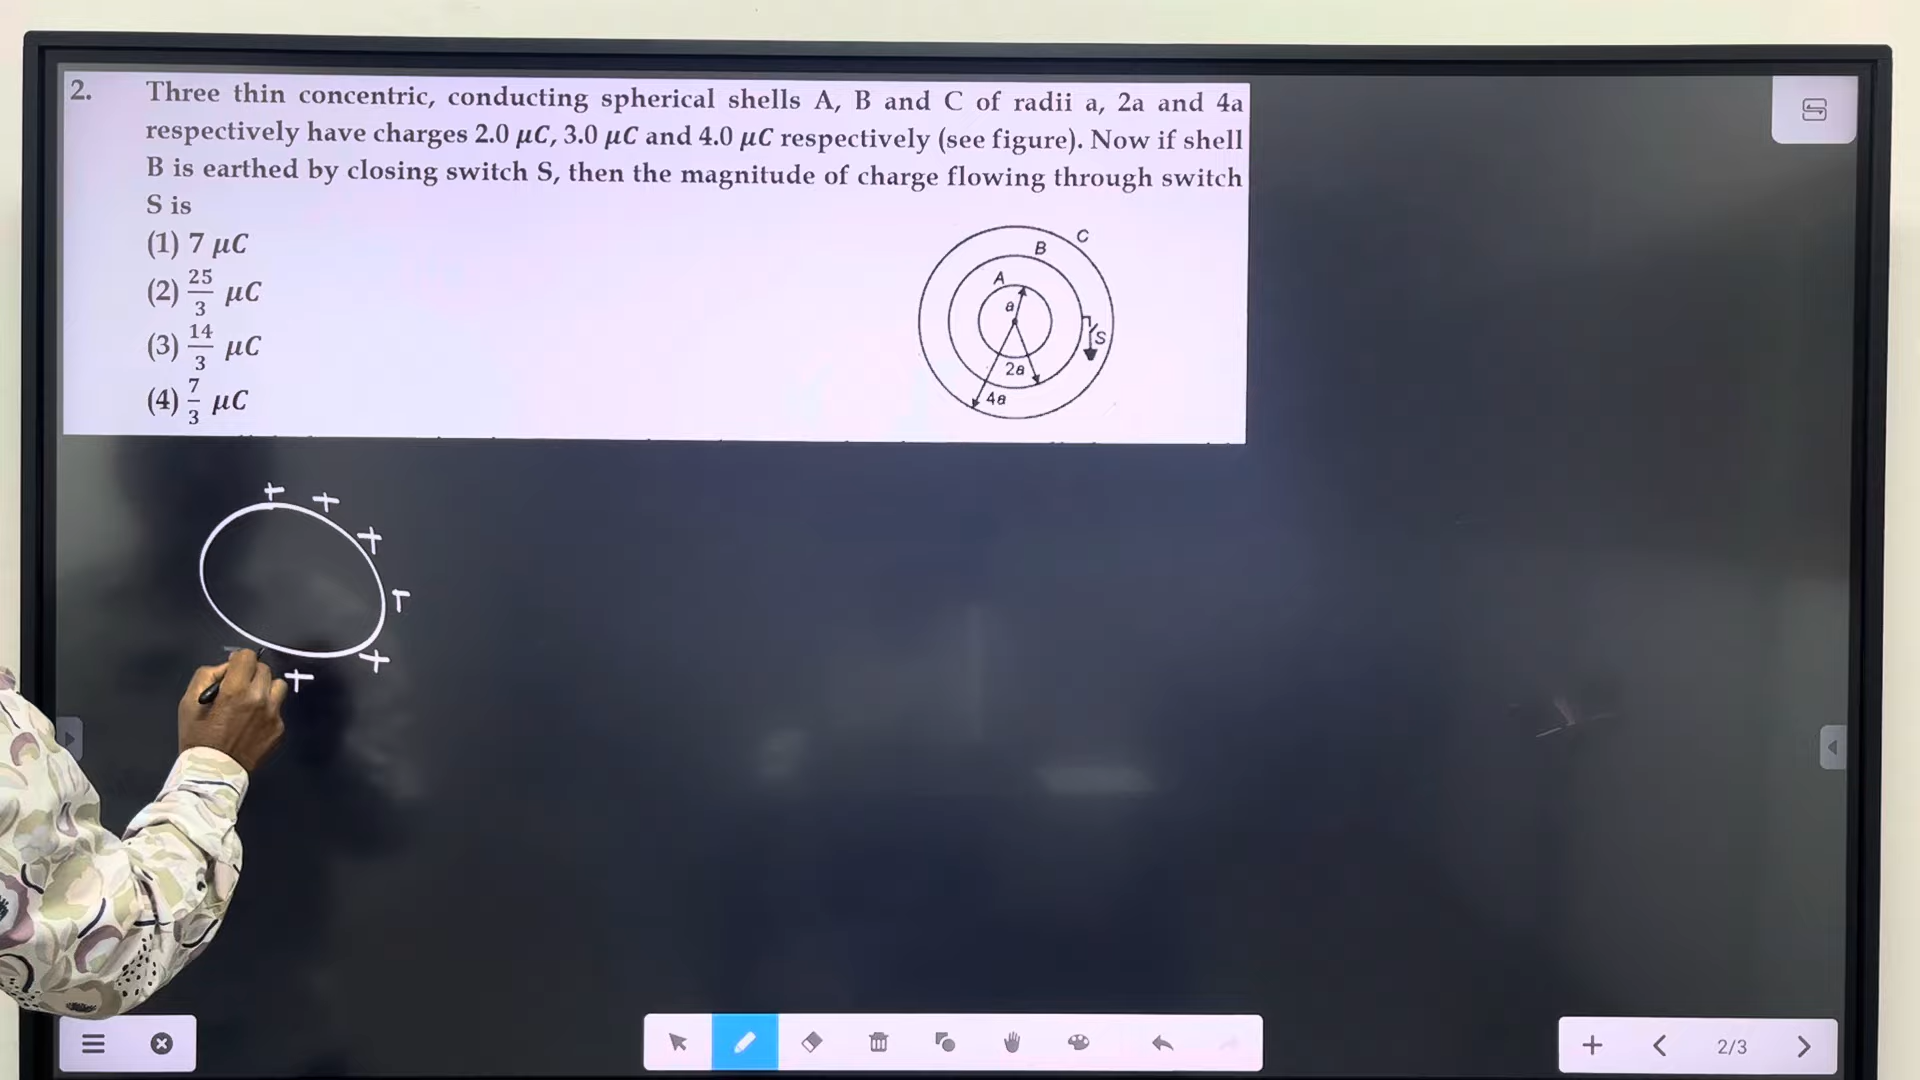 2. Three thin concentric, conducting spherical shells A, B and C of radii a, 2a and 4a
respectively have charges 2.0 μC, 3.0 μC and 4.0 μC respectively (see figure). Now if shell
B is earthed by closing switch S, then the magnitude of charge flowing through switch
S is
(1) 7 μC
(2) 25/3 μC
(3) 14/3 μC
(4) 7/3 μC
C
B
A
a
S
2a
4a
+ +
+
+
+
2/3